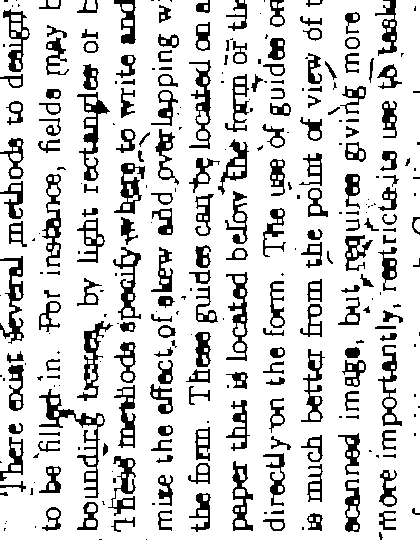 There exist several methods to design
to be filled in. For instance, fields may
bounding boxes, by light rectangles or
These methods specify where to write and
mize the effect of skew and overlapping
the form. These guides can be located on a
paper that is located below the form or
directly on the form. The use of guides on
is much better from the point of view of
scanned image, but requires giving more
more importantly, restricts its use to